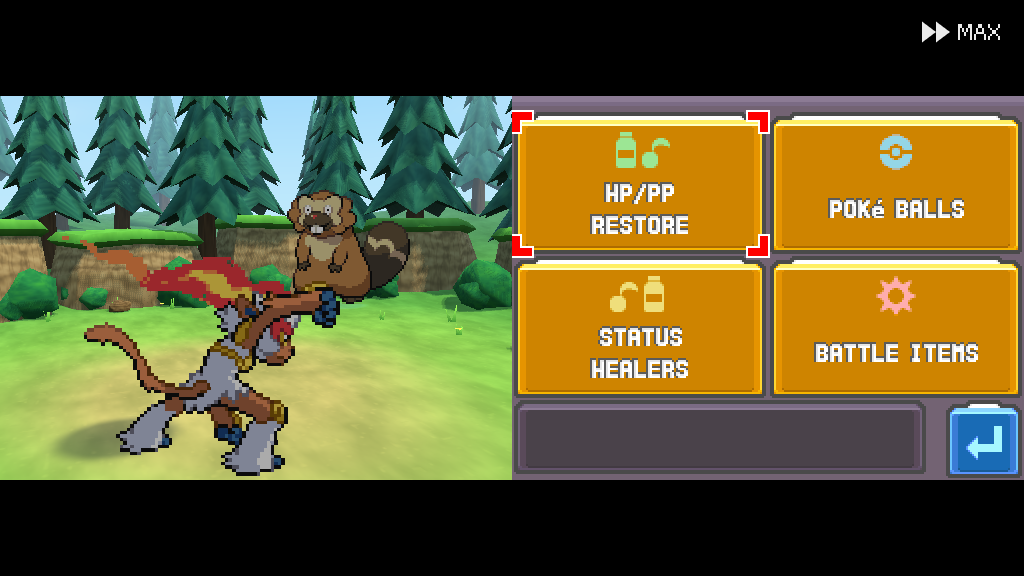 MAX
HP/PP
RESTORE
POKé BALLS
STATUS
HEALERS
BATTLE ITEMS